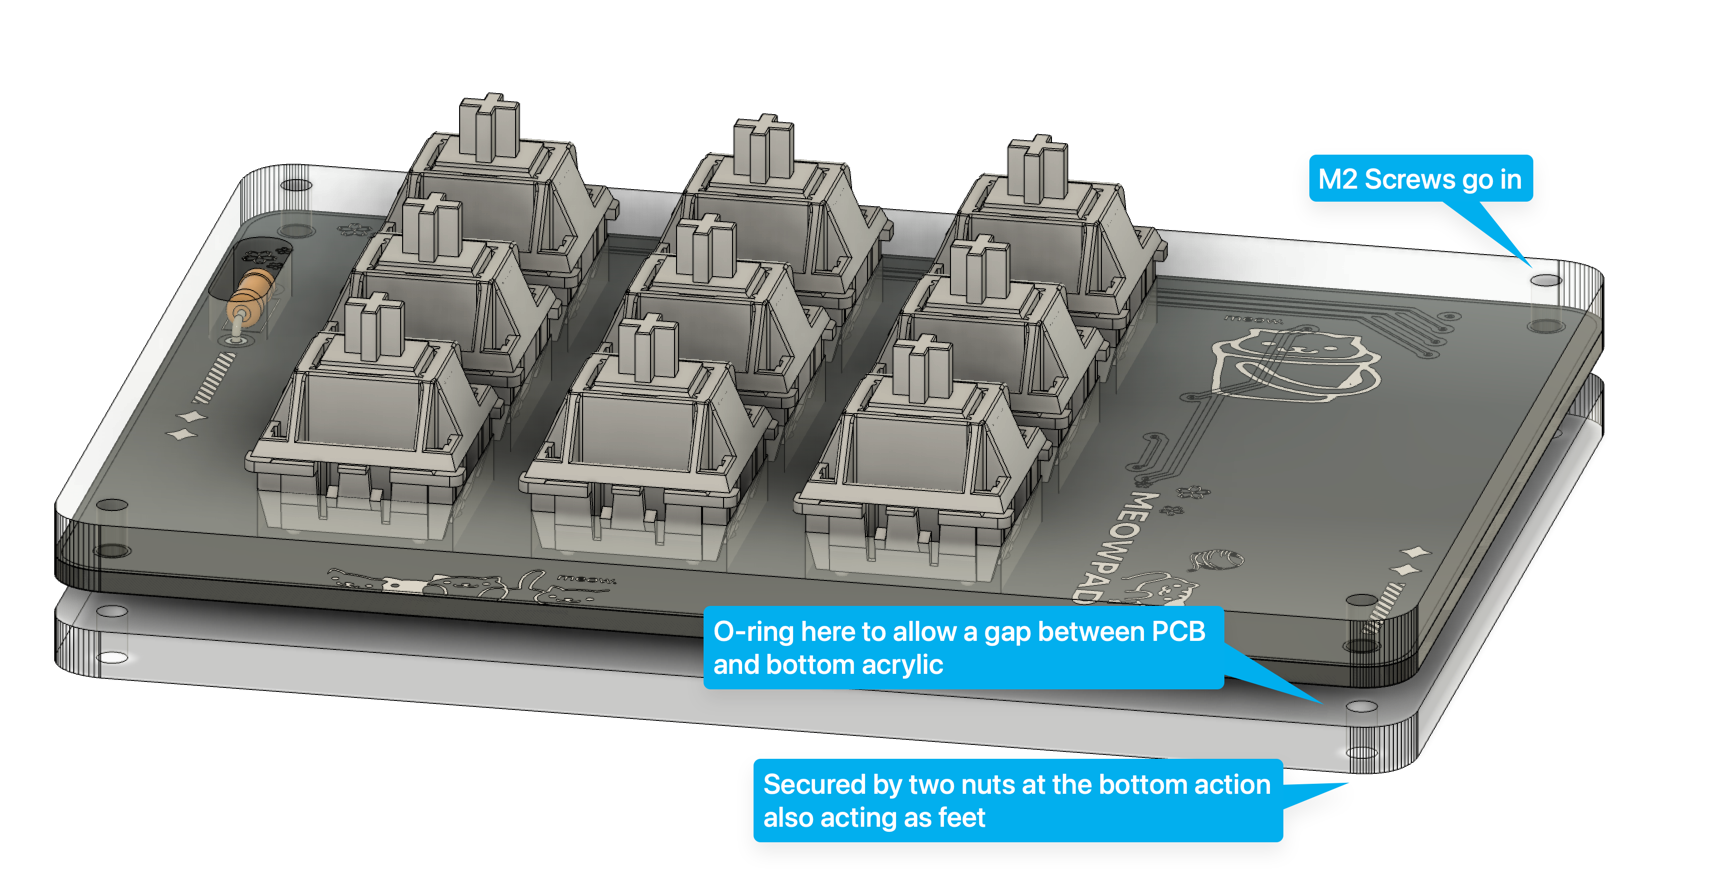 M2 Screws go in
meow.
MEOWPAD
meow.
O-ring here to allow a gap between PCB
and bottom acrylic
Secured by two nuts at the bottom action
also acting as feet